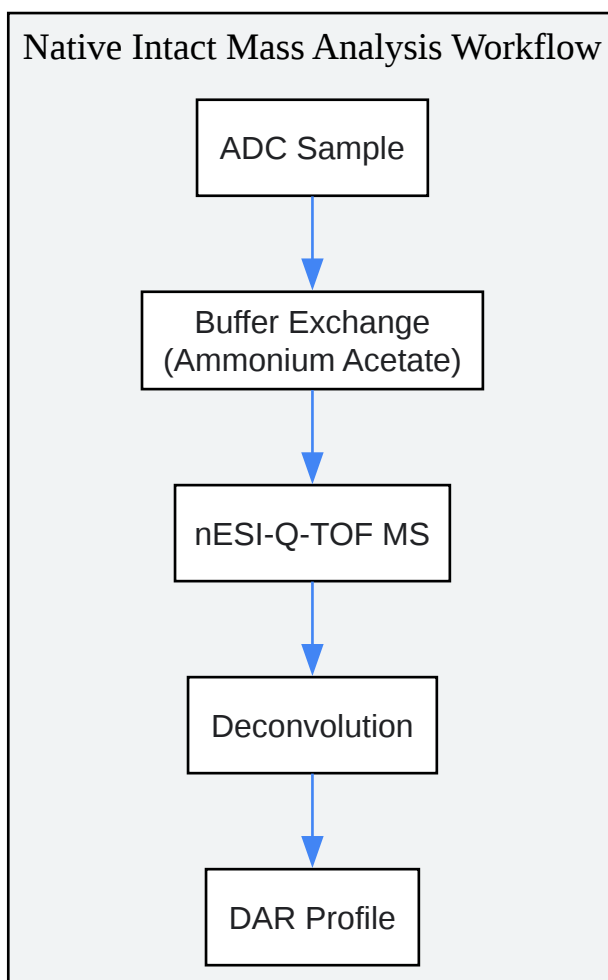 Native Intact Mass Analysis Workflow
ADC Sample
Buffer Exchange
(Ammonium Acetate)
nESI-Q-TOF MS
Deconvolution
DAR Profile